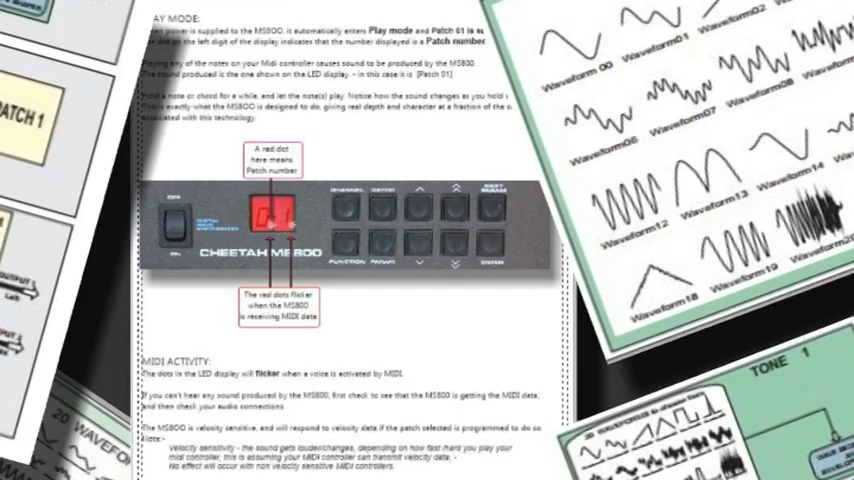 AY MODE:
en power is supplied to the MS800, it automatically enters Play mode and Patch 01 is
dot on the left digit of the display indicates that the number displayed is a Patch number
Playing any of the notes on your Midi controller causes sound to be produced by the MS800.
The sound produced is the one shown on the LED display. - in this case it is [Patch 01]
Hold a note or chord for a while, and let the note(s) play. Notice how the sound changes as you hold
This is exactly what the MS800 is designed to do, giving real depth and character at a fraction of the
associated with this technology.
A red dot
here means
Patch number
OFF
ON
01
DIGITAL
WAVE
SYNTHESIZER
CHEETAH MS800
CHANNEL
PATCH
NEXT
PARAM
FUNCTION
PARAM
ENTER
The red dots flicker
when the MS800
is receiving MIDI data
MIDI ACTIVITY:
The dots in the LED display will flicker when a voice is activated by MIDI.
If you can't hear any sound produced by the MS800, first check to see that the MS800 is getting the MIDI data,
and then check your audio connections
The MS800 is velocity sensitive, and will respond to velocity data if the patch selected is programmed to do so
Note:-
Velocity sensitivity - the sound gets louder/changes, depending on how fast /hard you play your
midi controller, this is assuming your MIDI controller can transmit velocity data. -
No effect will occur with non velocity sensitive MIDI controllers.
PATCH 1
OUTPUT
Left
20 WAVEFO
Waveform 00
Waveform01
Waveform02
Waveform06
Waveform07
Waveform08
Waveform12
Waveform13
Waveform14
Waveform18
Waveform19
Waveform20
TONE 1